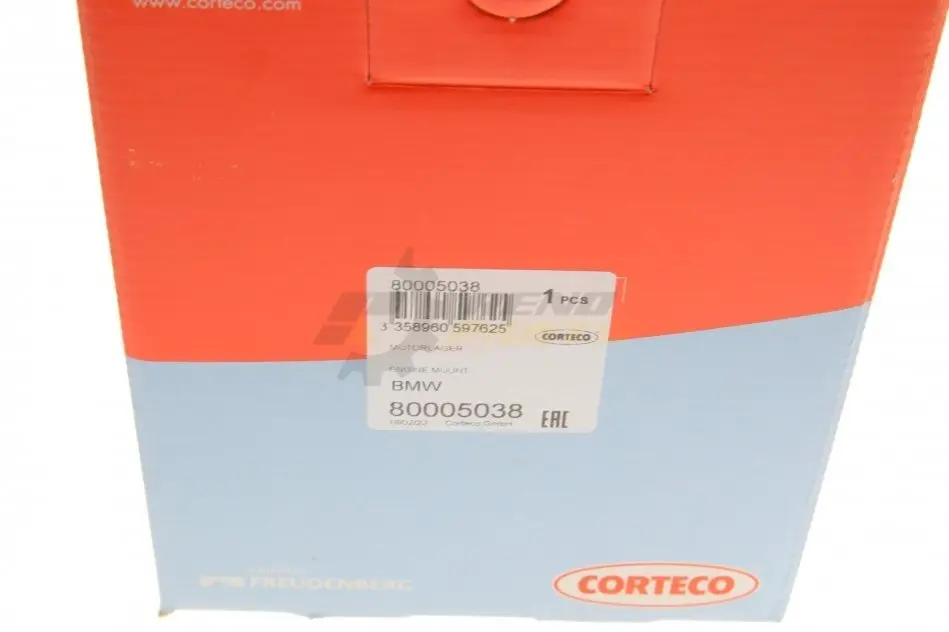 www.corteco.com
80005038
1 PCS
3 358960 597625
CORTECO
MOTORLAGER
ENGINE MOUNT
BMW
80005038
EAC
Corteco GmbH
FREUDENBERG
CORTECO